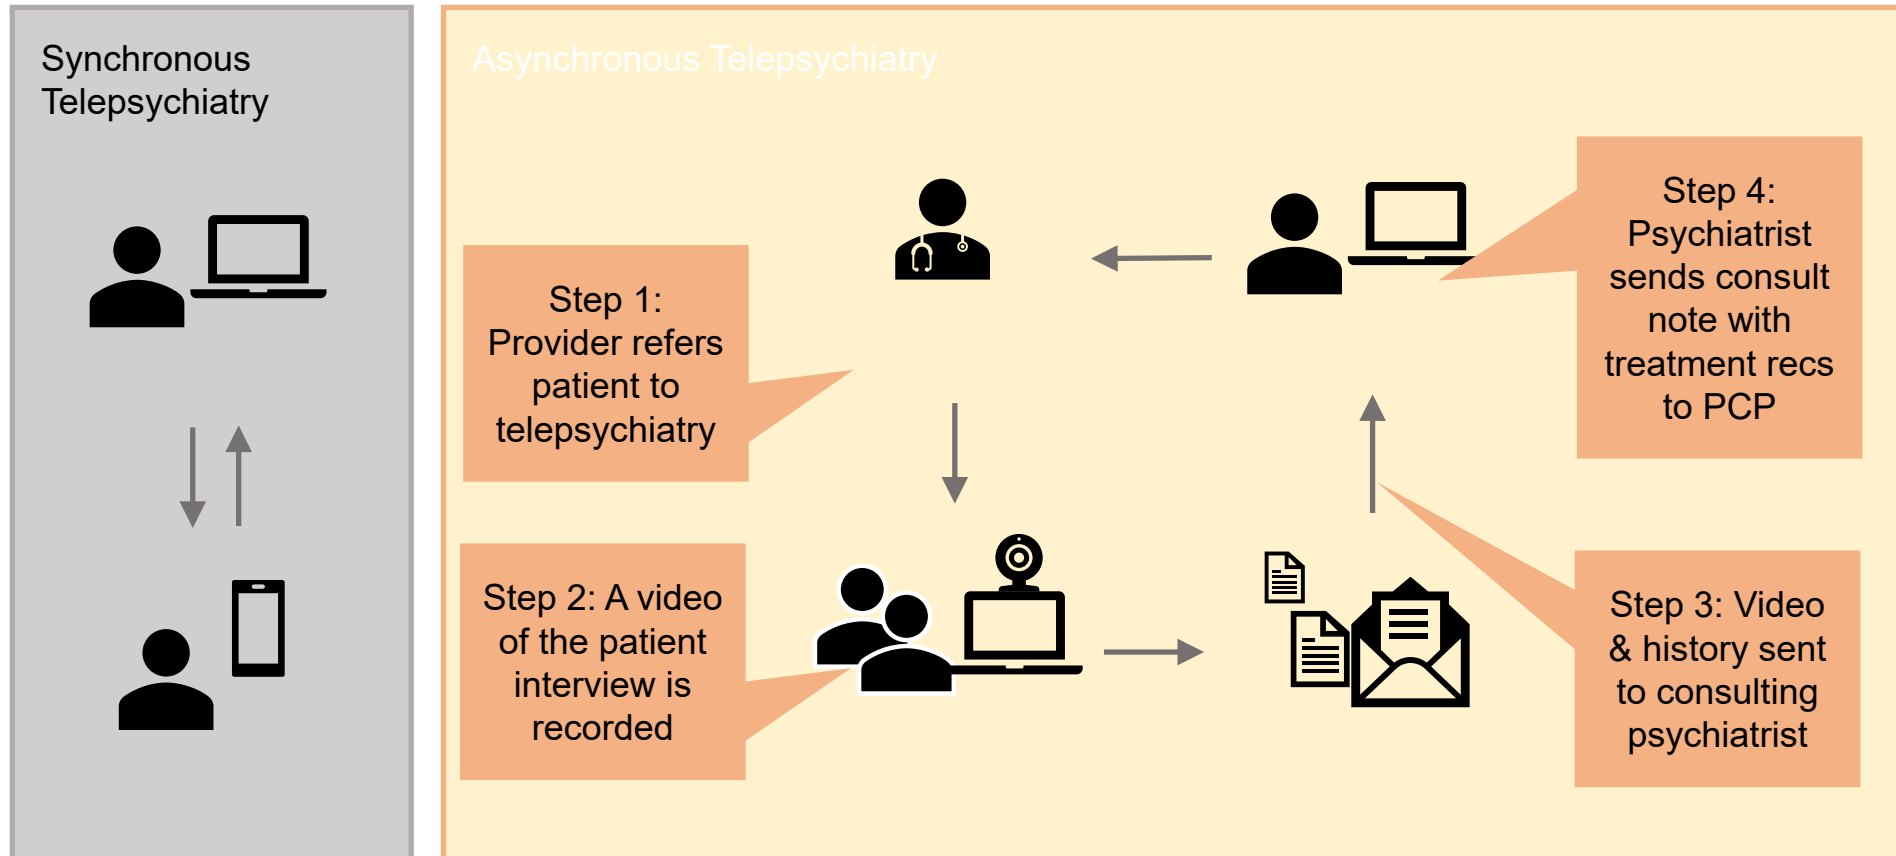 Synchronous
Telepsychiatry
Asynchronous Telepsychiatry
Step 1:
Provider refers
patient to
telepsychiatry
Step 2: A video
of the patient
interview is
recorded
Step 3: Video
& history sent
to consulting
psychiatrist
Step 4:
Psychiatrist
sends consult
note with
treatment recs
to PCP